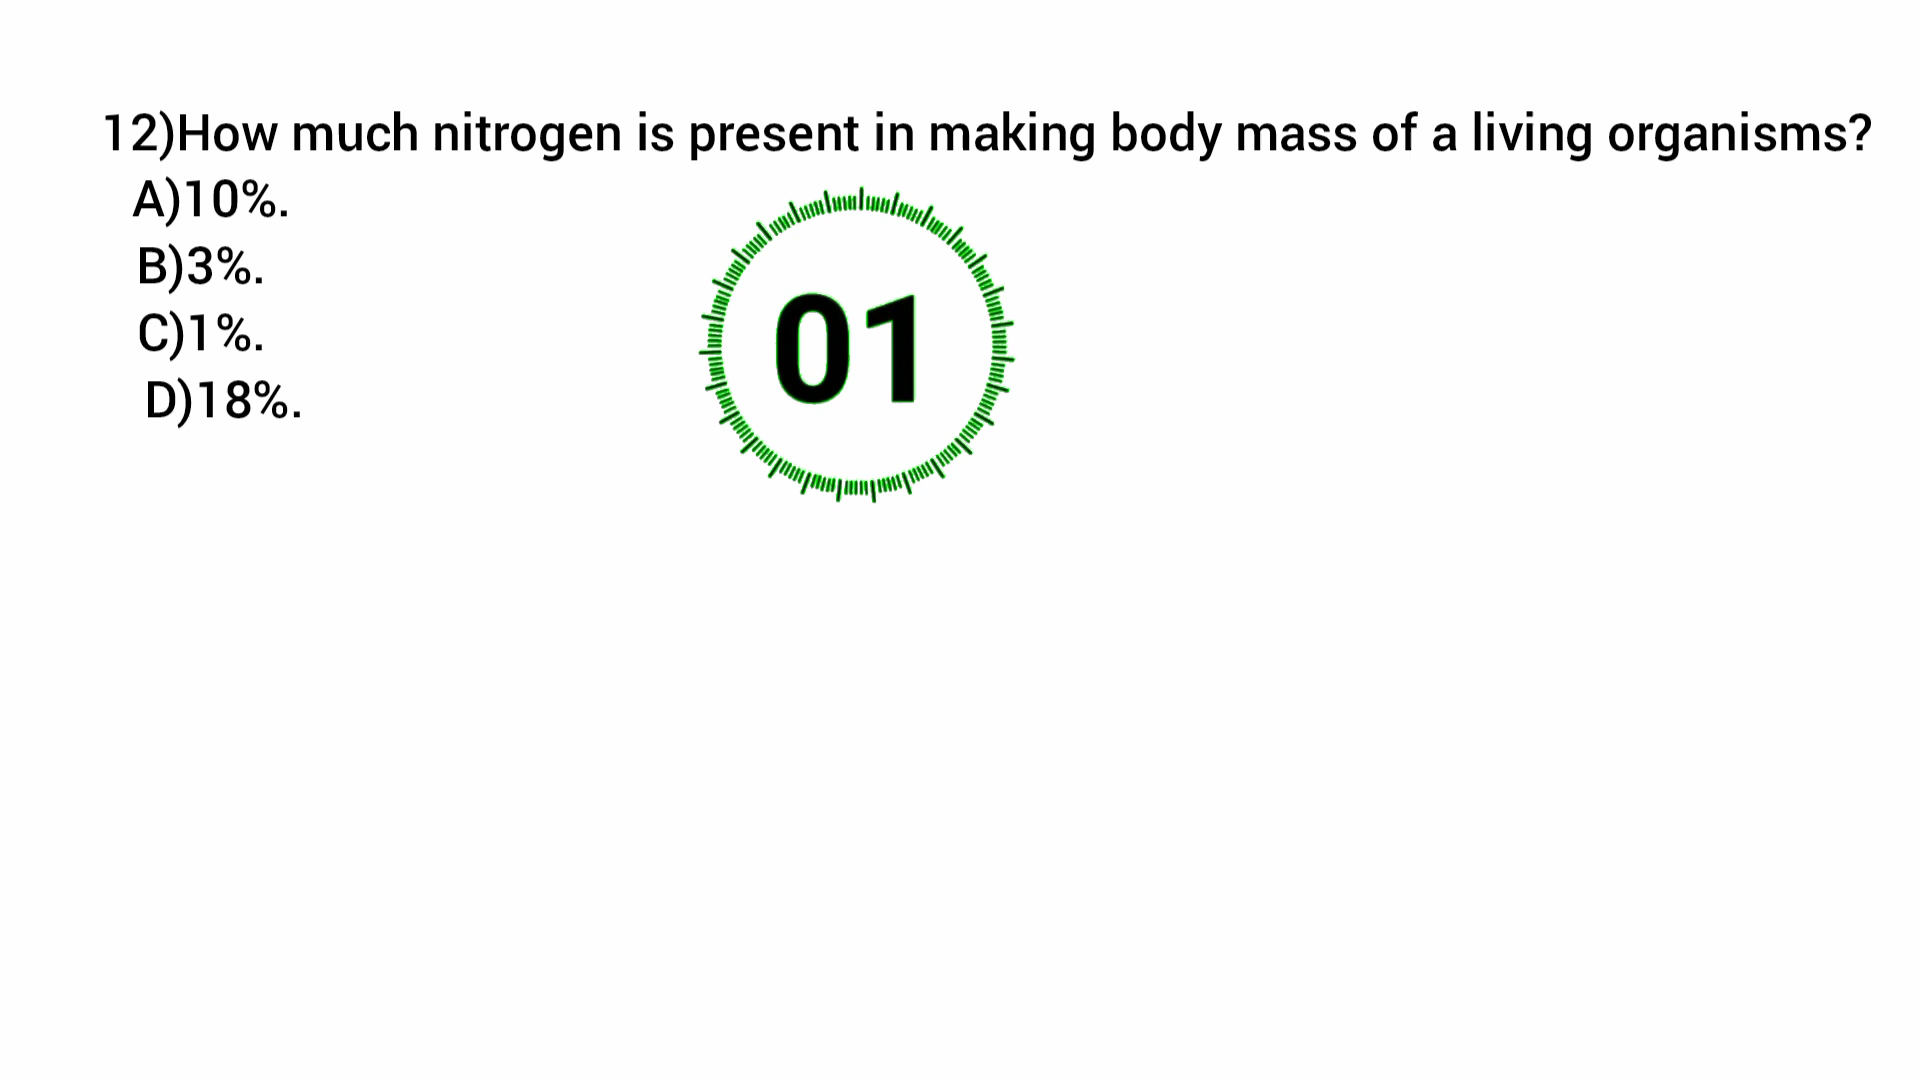 12)How much nitrogen is present in making body mass of a living organisms?
A)10%.
B)3%.
C)1%.
D)18%.
01